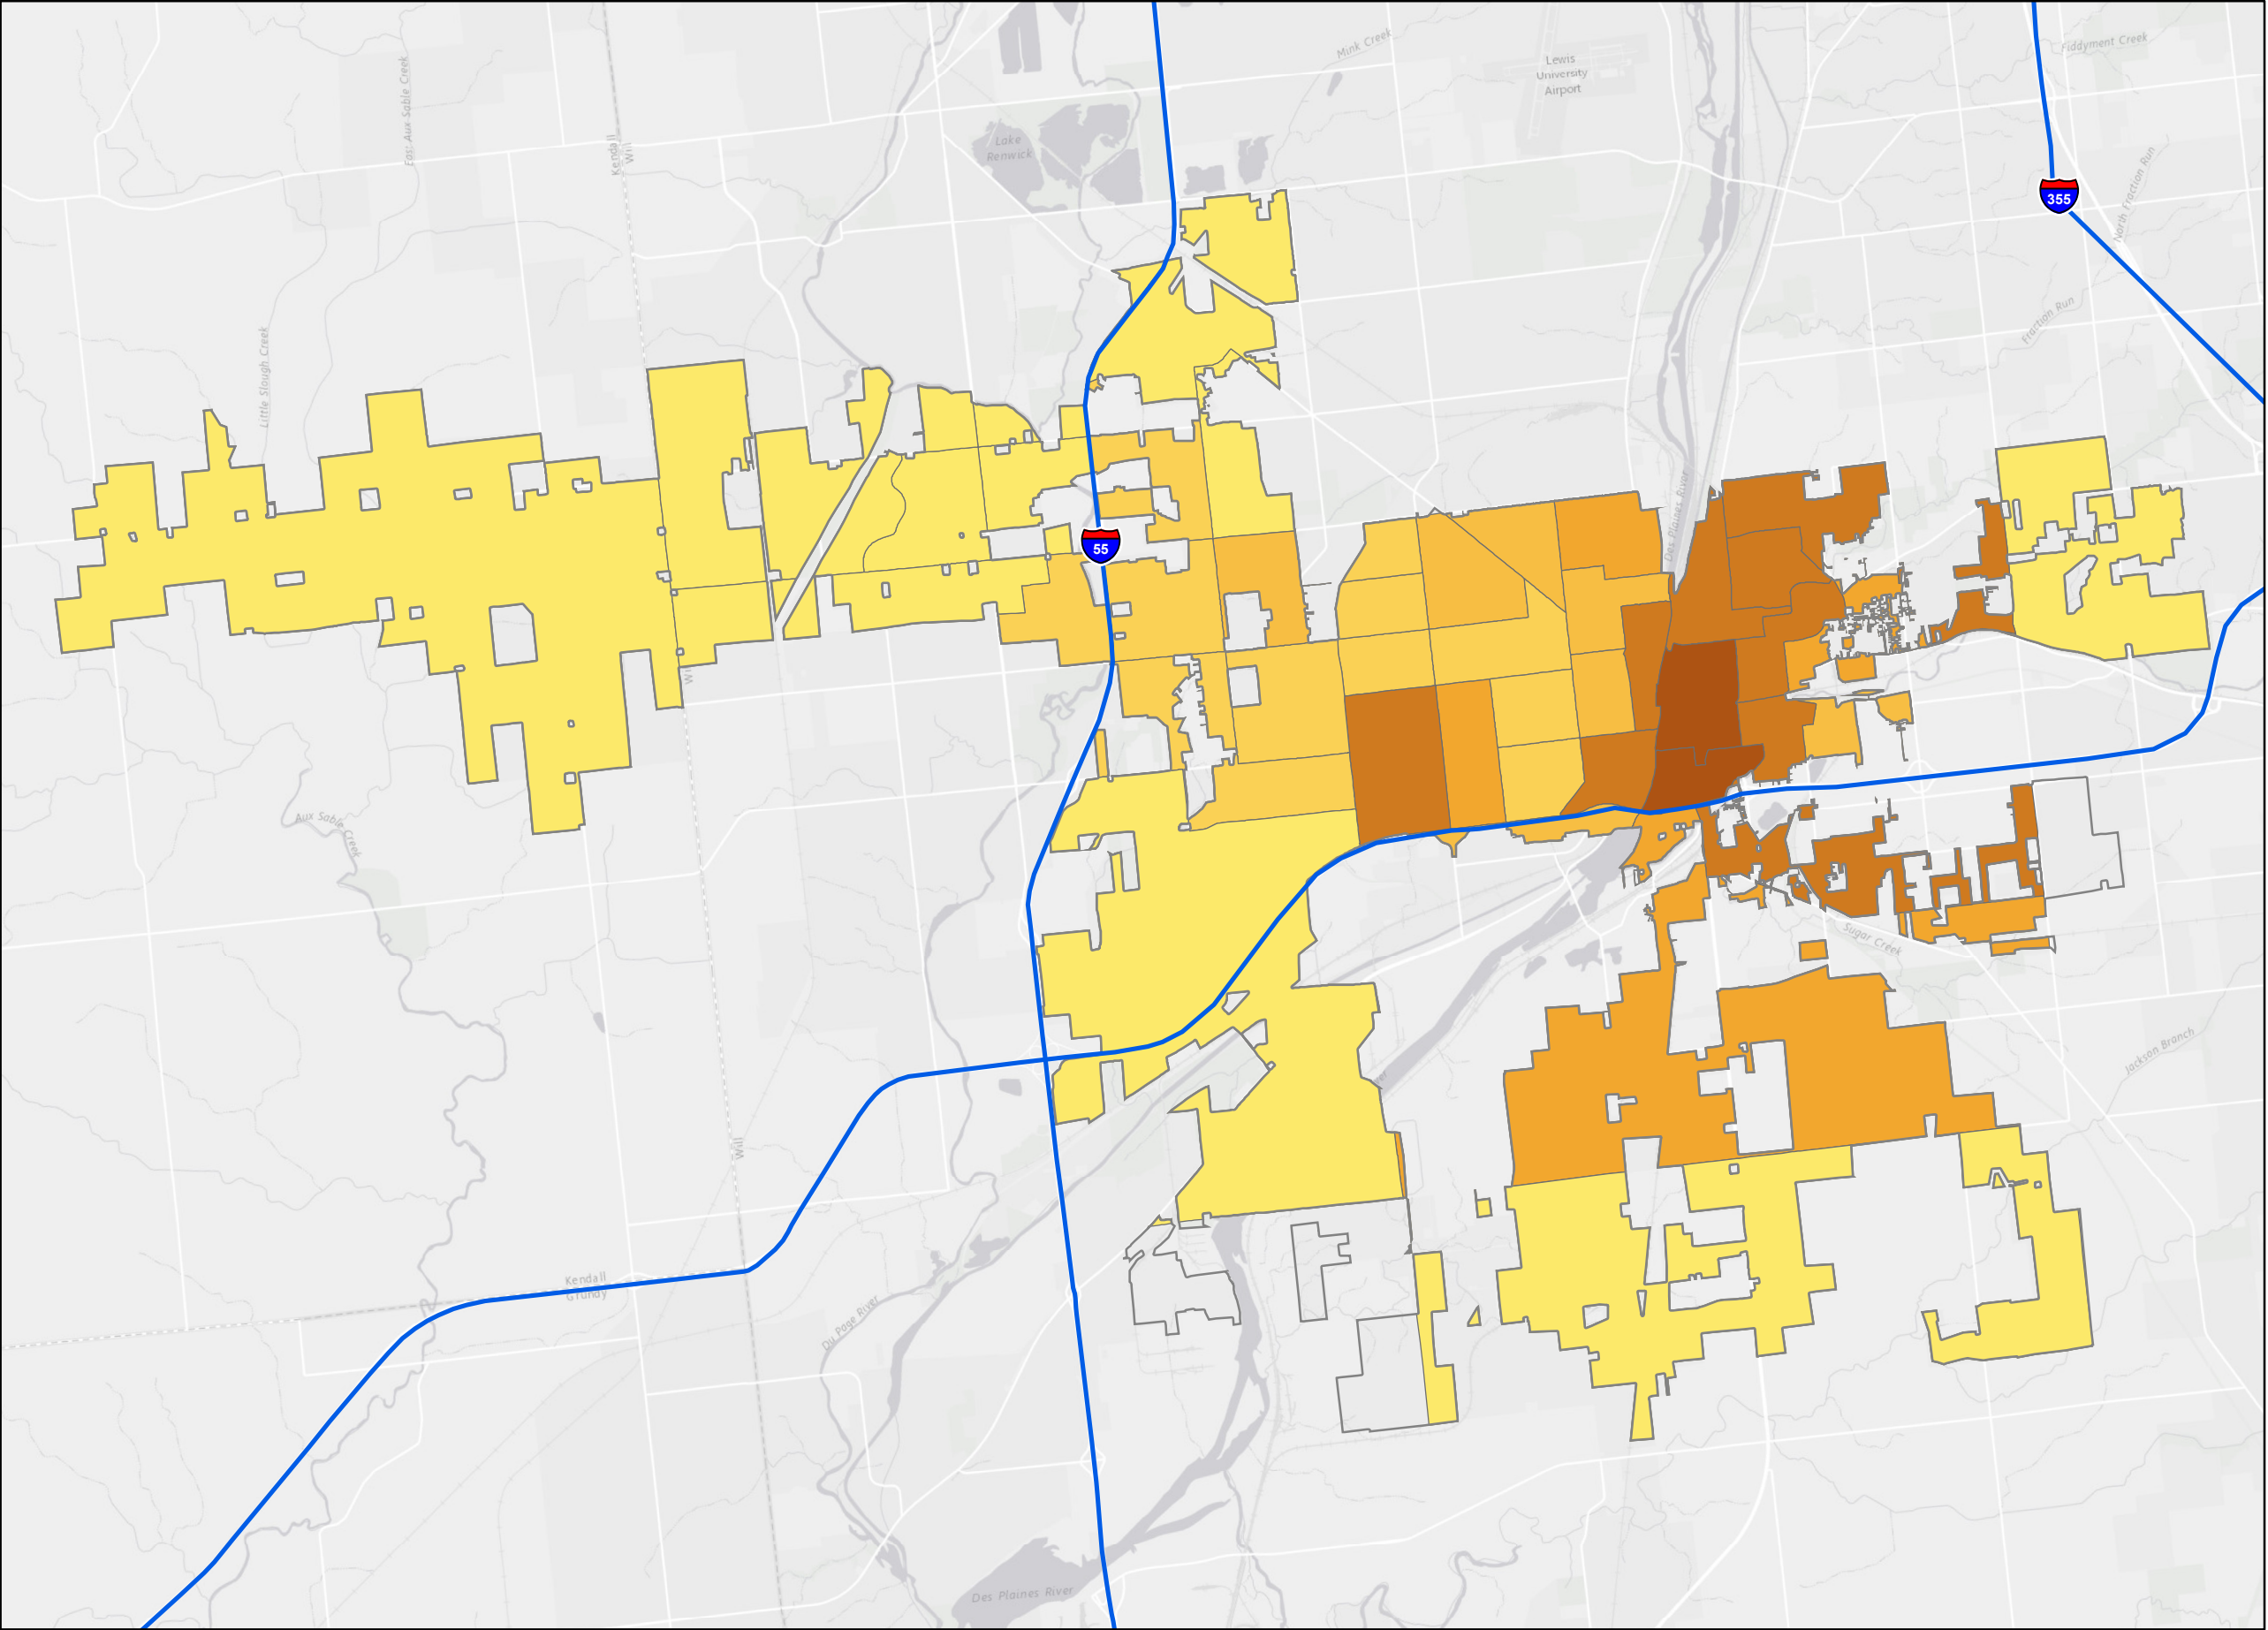 Mink Creek
Fiddyment Creek
Lewis
University
Airport
East Aux Sable Creek
Kendall
Will
Lake
Renwick
North Fraction Run
355
Fraction Run
Little Slough Creek
Des Plaines River
55
Aux Sable Creek
Sugar Creek
Jackson Branch
Will
Kendall
Grundy
Du Page River
Des Plaines River